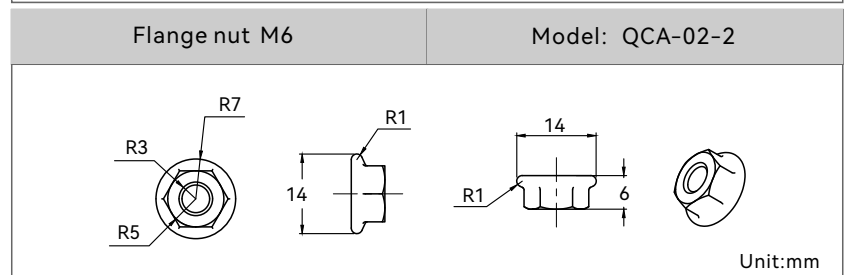 Flange nut M6
Model: QCA-02-2
R7
R3
R5
14
R1
14
R1
6
Unit:mm